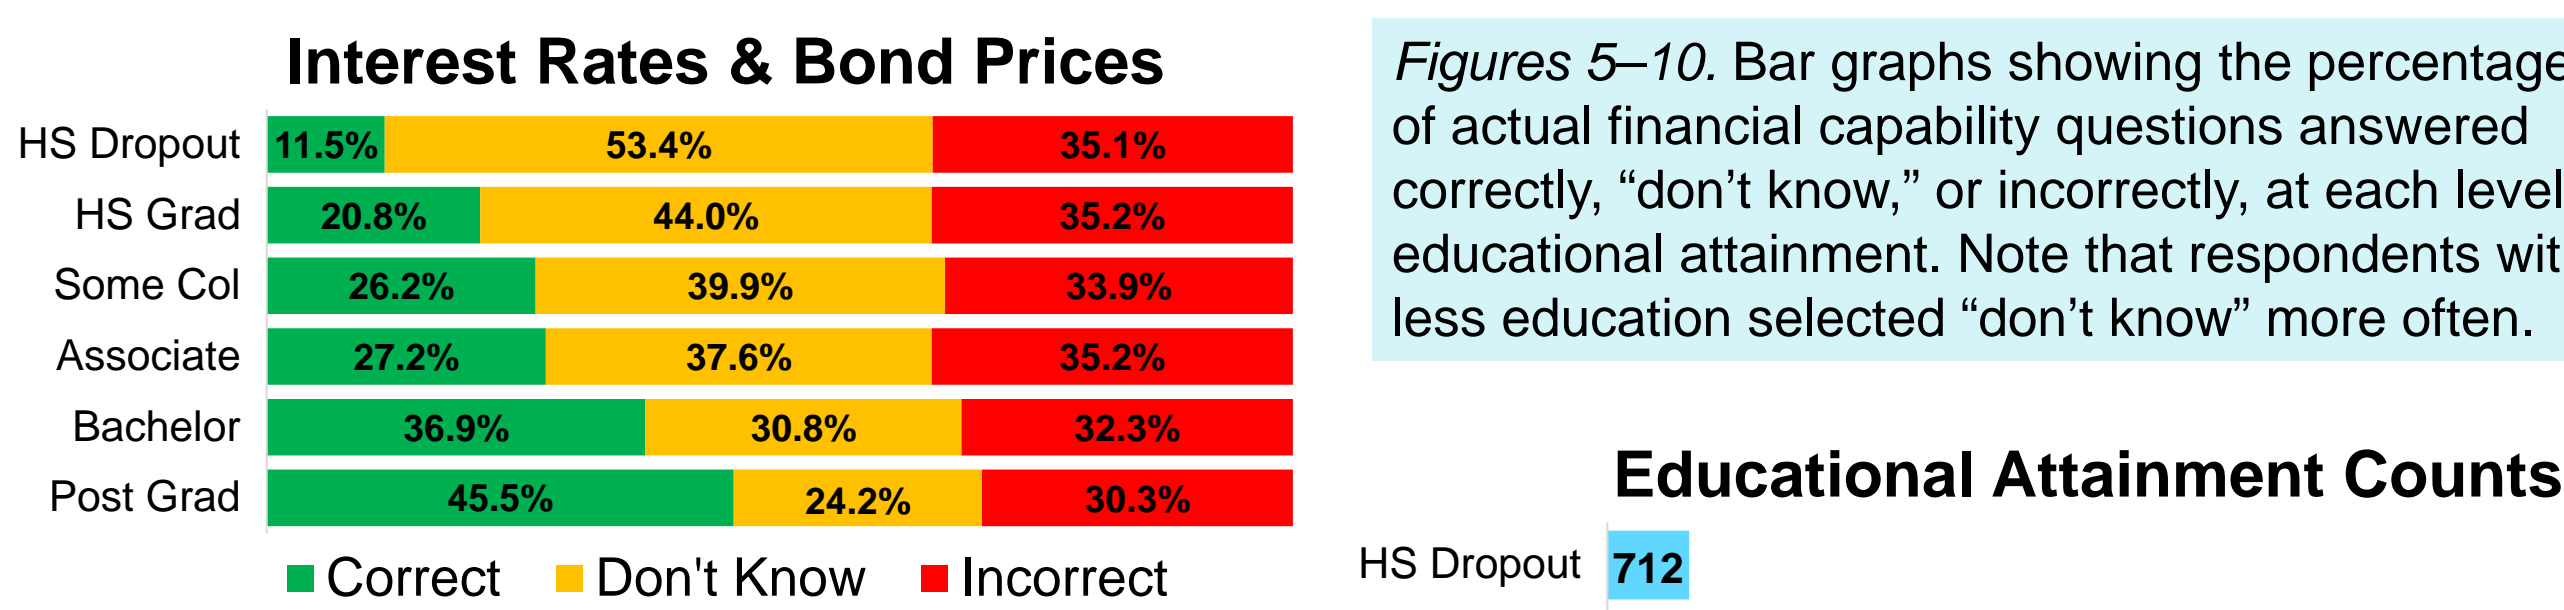 Interest Rates & Bond Prices
HS Dropout 11.5% 53.4% 35.1%
HS Grad 20.8% 44.0% 35.2%
Some Col 26.2% 39.9% 33.9%
Associate 27.2% 37.6% 35.2%
Bachelor 36.9% 30.8% 32.3%
Post Grad 45.5% 24.2% 30.3%
Correct Don't Know Incorrect
Figures 5–10. Bar graphs showing the percentage
of actual financial capability questions answered
correctly, “don’t know,” or incorrectly, at each level
educational attainment. Note that respondents wit
less education selected “don’t know” more often.
Educational Attainment Counts
HS Dropout 712